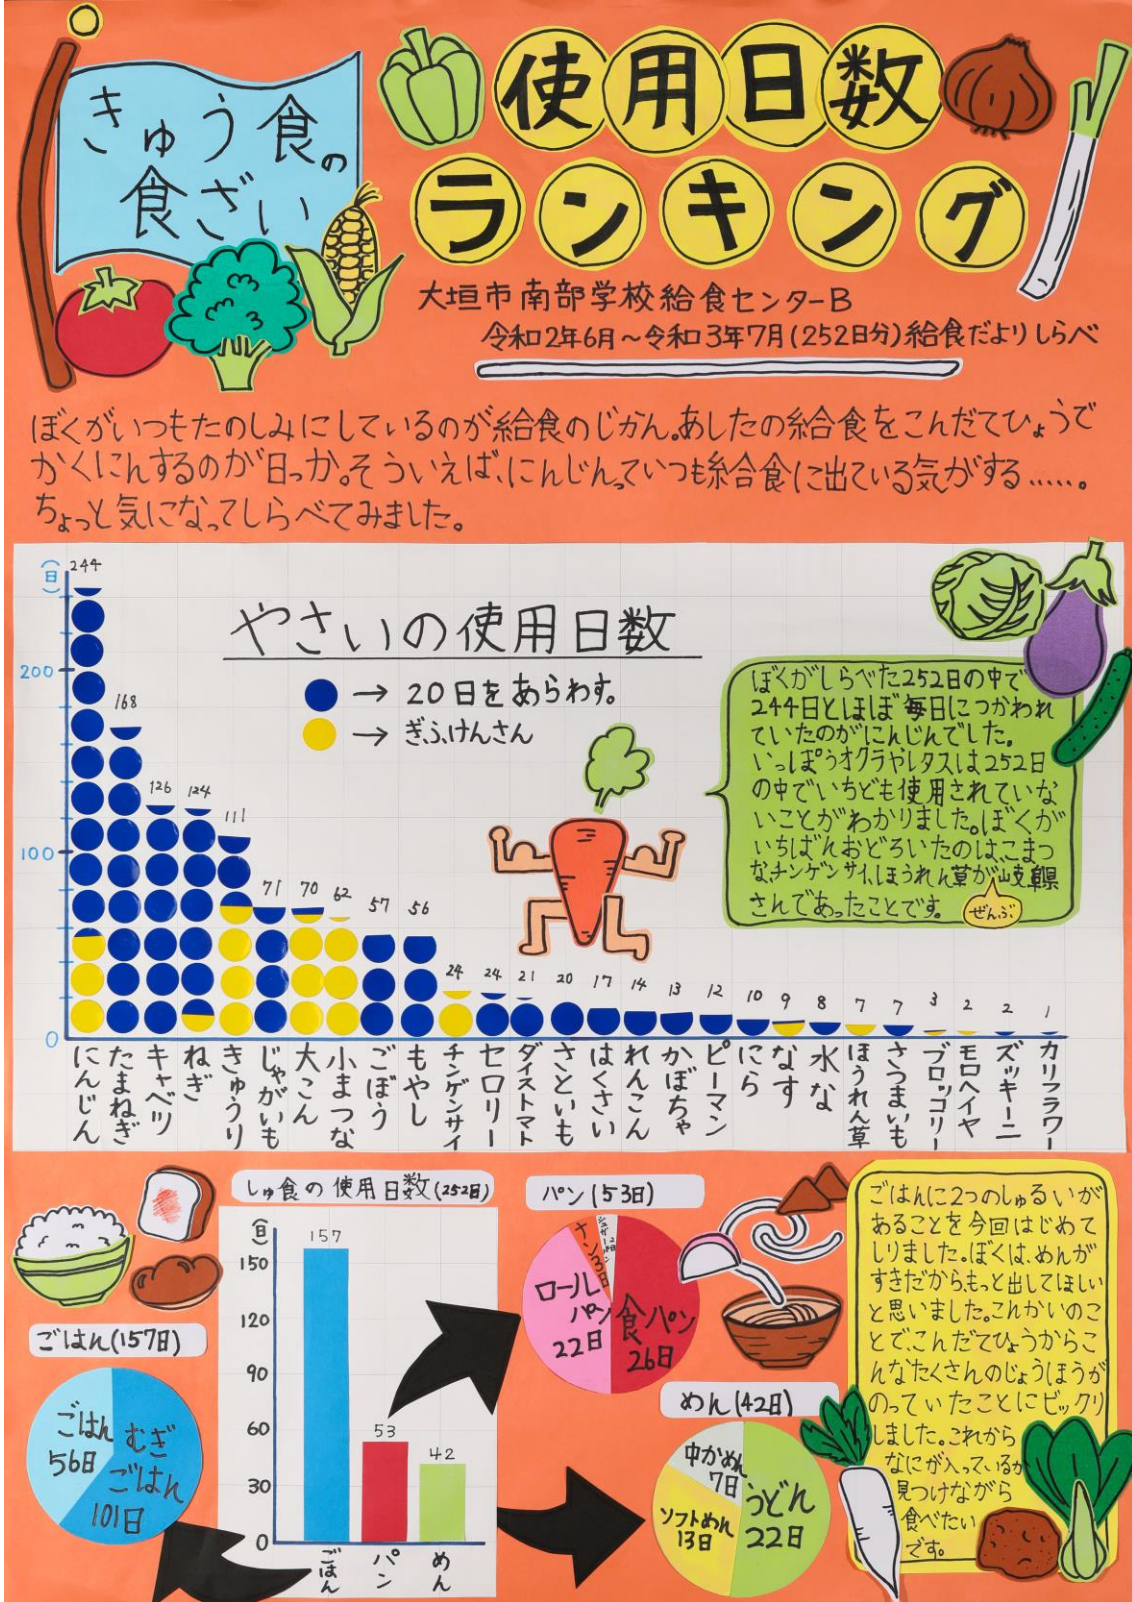 きゅう食の
食ざい
使用日数
ランキング
大垣市南部学校給食センターB
令和2年6月～令和3年7月(252日分)給食だよりしらべ
ぼくがいつもたのしみにしているのが給食のじかん。あしたの給食をこんだてひょうで
かくにんするのが日っか。そういえば、にんじんっていつも給食に出ている気がする……。
ちょっと気になってしらべてみました。
(日)
200
100
0
やさいの使用日数
→ 20日をあらわす。
→ ぎふけんさん
244
168
126
124
111
71
70
62
57
56
24
24
21
20
17
14
13
12
10
9
8
7
7
3
2
2
1
にんじん
たまねぎ
キャベツ
ねぎ
きゅうり
じゃがいも
大こん
小まつな
ごぼう
もやし
チンゲンサイ
セロリー
ダイストマト
さといも
はくさい
れんこん
かぼちゃ
ピーマン
にら
なす
水な
ほうれん草
さつまいも
ブロッコリー
モロヘイヤ
ズッキーニ
カリフラワー
ぼくがしらべた252日の中で
244日とほぼ毎日につかわれ
ていたのがにんじんでした。
いっぽうオクラやレタスは252日
の中でいちども使用されていな
いことがわかりました。ぼくが
いちばんおどろいたのは、こまつ
な、チンゲンサイ、ほうれん草が岐阜県
さんであったことです。
ぜんぶ
しゅ食の使用日数(252日)
(日)
150
120
90
60
30
0
157
53
42
ごはん
パン
めん
ごはん(157日)
ごはん
56日
むぎ
ごはん
101日
パン(53日)
食パン
26日
ロール
パン
22日
ナン3日
めん(42日)
うどん
22日
ソフトめん
13日
中かめん
7日
ごはんに2つのしゅるいが
あることを今回はじめて
しりました。ぼくは、めんが
すきだから、もっと出してほしい
と思いました。こんかいのこ
とで、こんだてひょうからこ
んなたくさんのじょうほうが
のっていたことにビックリ
しました。これから
なにが入っているか
見つけながら
食べたい
です。